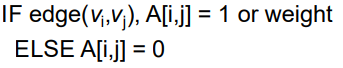 IF edge(vᵢ,vⱼ), A[i,j] = 1 or weight
ELSE A[i,j] = 0